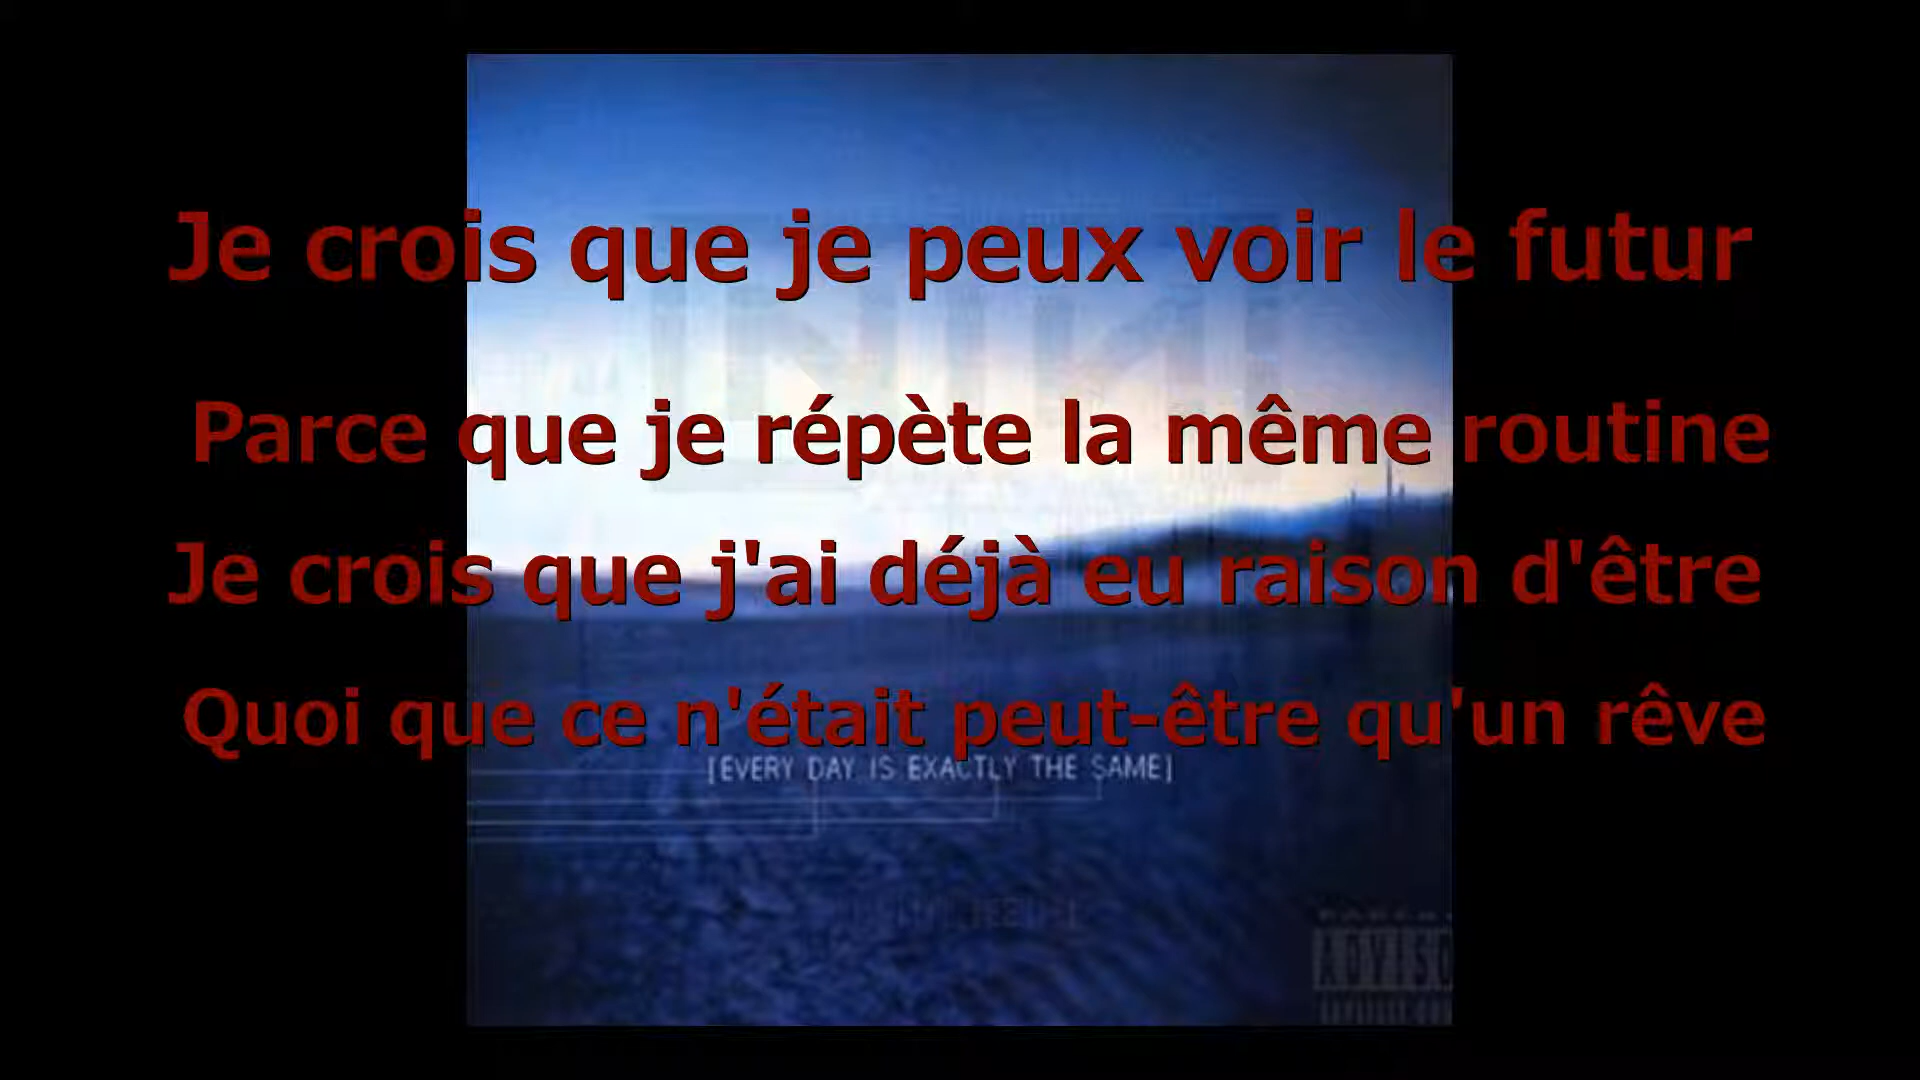 Je crois que je peux voir le futur
Parce que je répète la même routine
Je crois que j'ai déjà eu raison d'être
Quoi que ce n'était peut-être qu'un rêve
[EVERY DAY IS EXACTLY THE SAME]